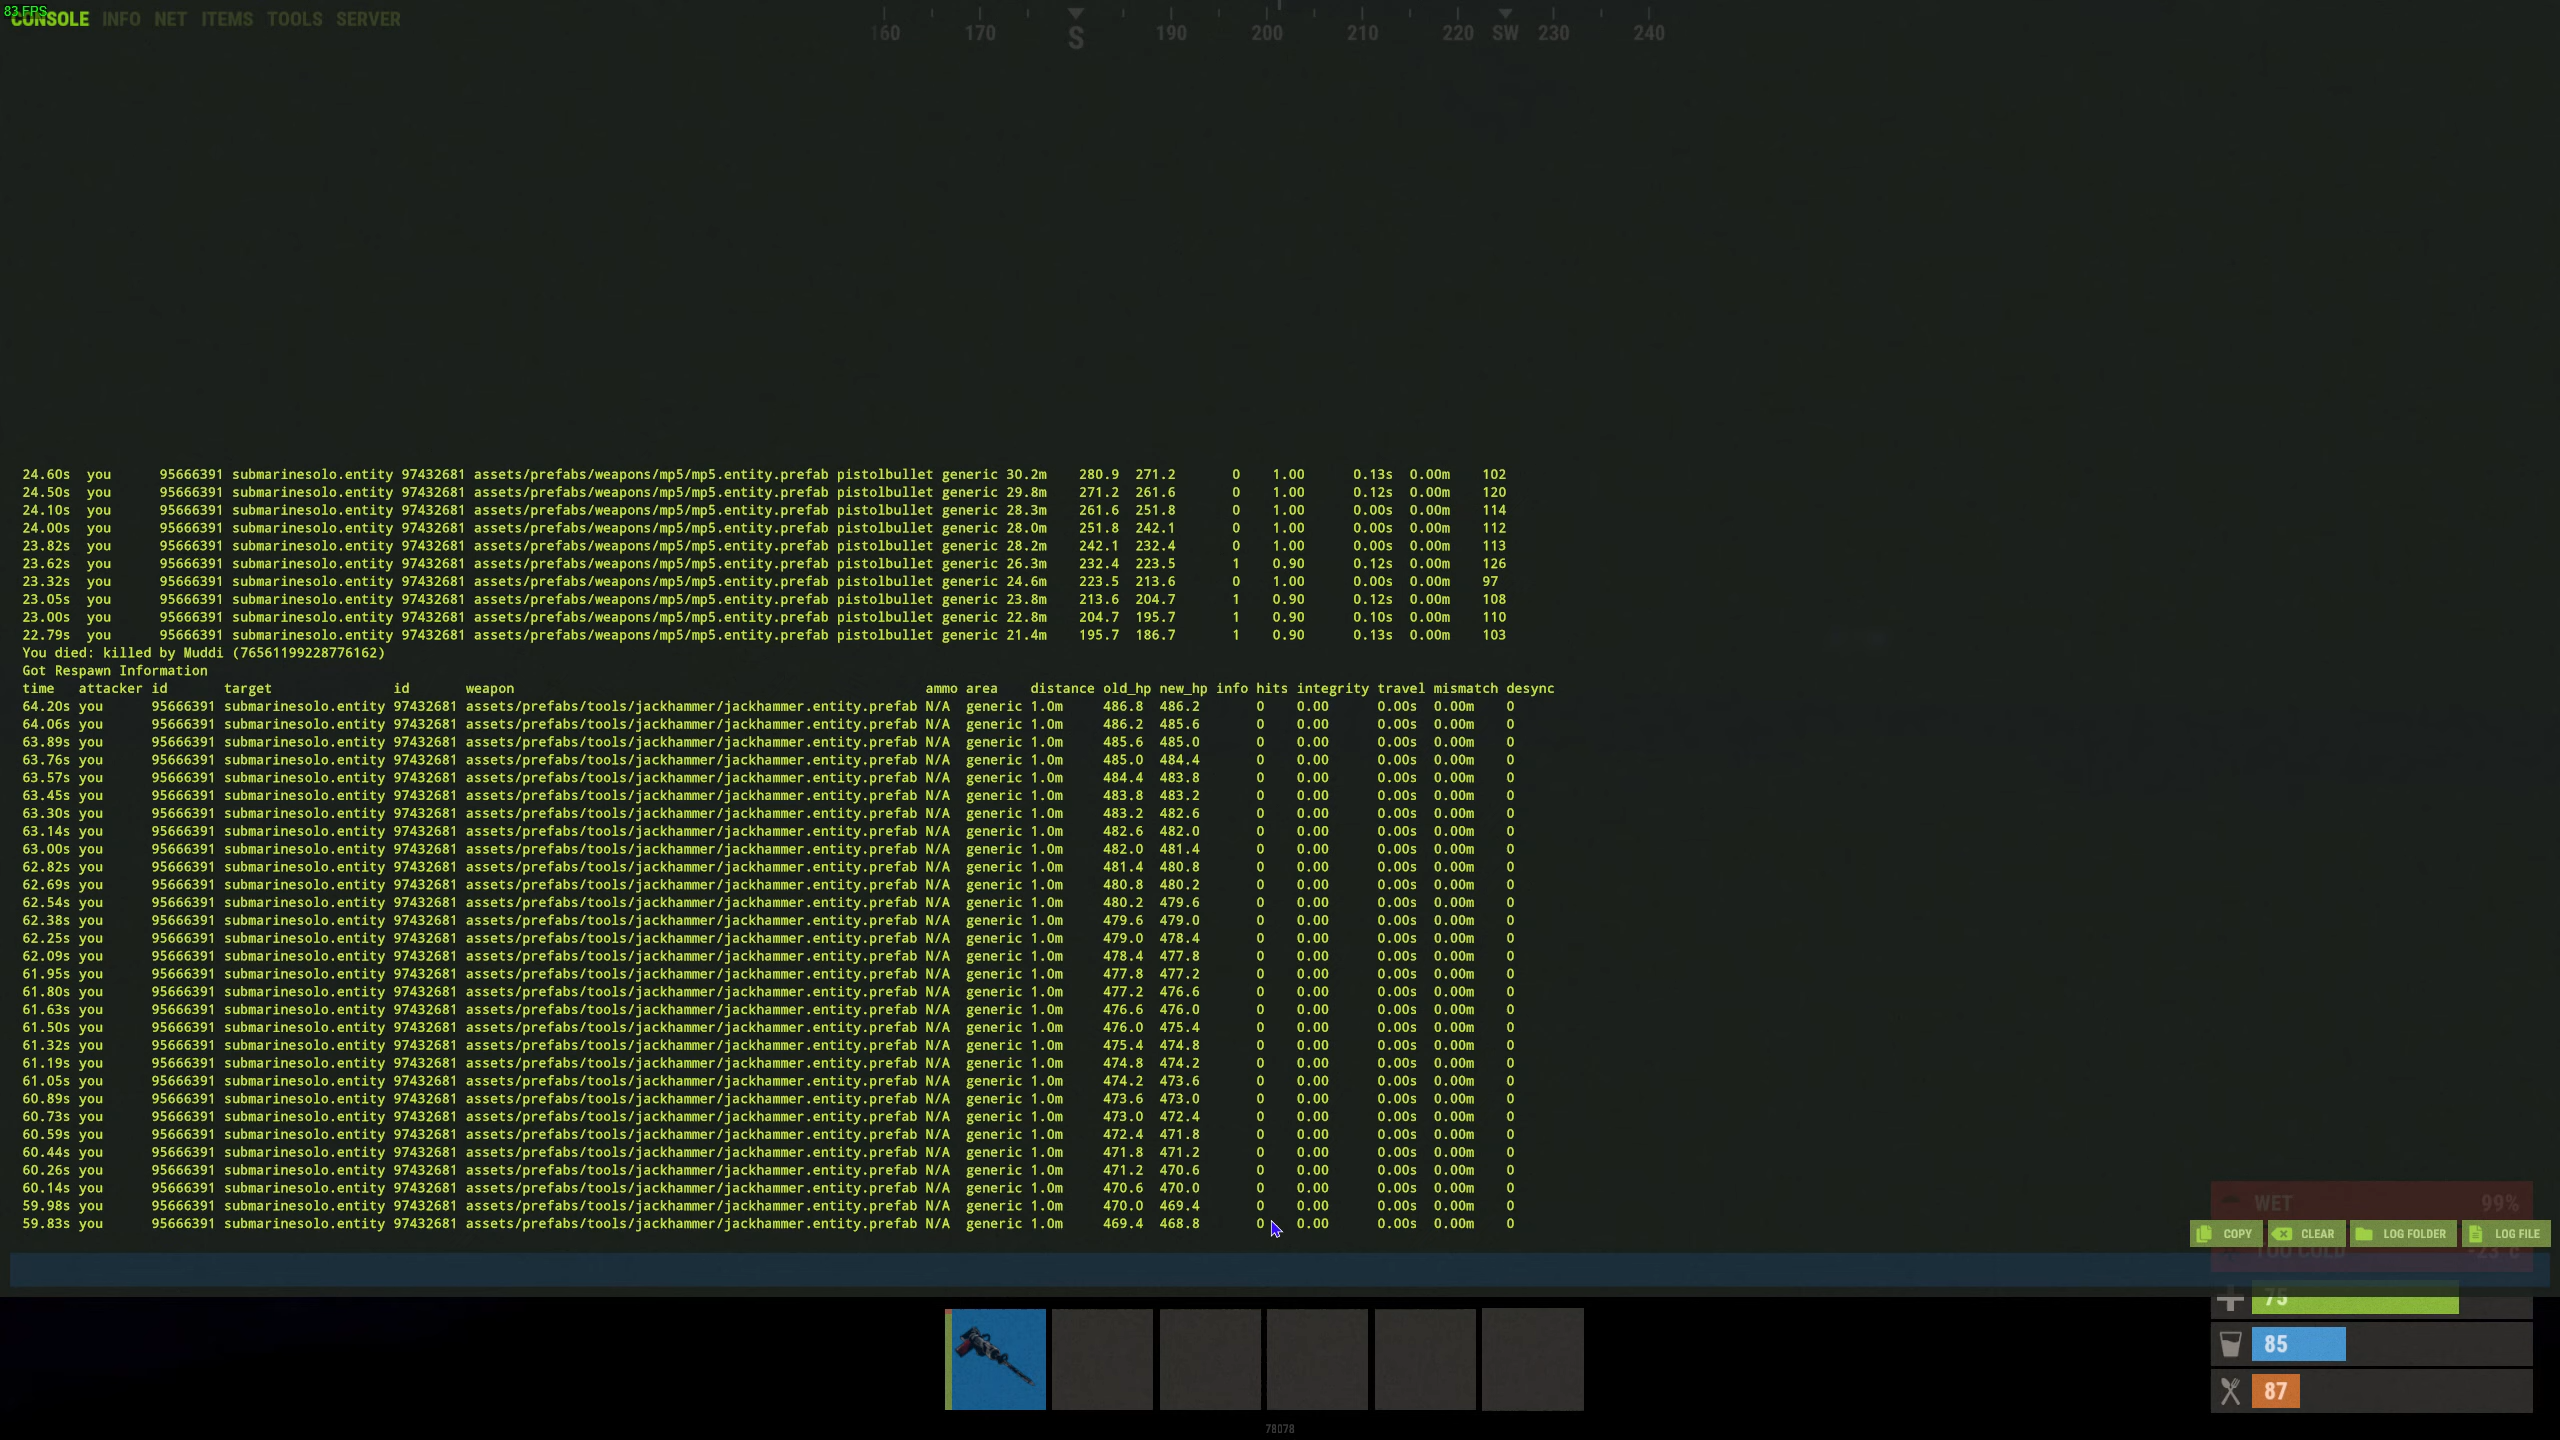 83 FPS
CONSOLE INFO NET ITEMS TOOLS SERVER
160 170 S 190 200 210 220 SW 230 240
24.60s you 95666391 submarinesolo.entity 97432681 assets/prefabs/weapons/mp5/mp5.entity.prefab pistolbullet generic 30.2m 280.9 271.2 0 1.00 0.13s 0.00m 102
24.50s you 95666391 submarinesolo.entity 97432681 assets/prefabs/weapons/mp5/mp5.entity.prefab pistolbullet generic 29.8m 271.2 261.6 0 1.00 0.12s 0.00m 120
24.10s you 95666391 submarinesolo.entity 97432681 assets/prefabs/weapons/mp5/mp5.entity.prefab pistolbullet generic 28.3m 261.6 251.8 0 1.00 0.00s 0.00m 114
24.00s you 95666391 submarinesolo.entity 97432681 assets/prefabs/weapons/mp5/mp5.entity.prefab pistolbullet generic 28.0m 251.8 242.1 0 1.00 0.00s 0.00m 112
23.82s you 95666391 submarinesolo.entity 97432681 assets/prefabs/weapons/mp5/mp5.entity.prefab pistolbullet generic 28.2m 242.1 232.4 0 1.00 0.00s 0.00m 113
23.62s you 95666391 submarinesolo.entity 97432681 assets/prefabs/weapons/mp5/mp5.entity.prefab pistolbullet generic 26.3m 232.4 223.5 1 0.90 0.12s 0.00m 126
23.32s you 95666391 submarinesolo.entity 97432681 assets/prefabs/weapons/mp5/mp5.entity.prefab pistolbullet generic 24.6m 223.5 213.6 0 1.00 0.00s 0.00m 97
23.05s you 95666391 submarinesolo.entity 97432681 assets/prefabs/weapons/mp5/mp5.entity.prefab pistolbullet generic 23.8m 213.6 204.7 1 0.90 0.12s 0.00m 108
23.00s you 95666391 submarinesolo.entity 97432681 assets/prefabs/weapons/mp5/mp5.entity.prefab pistolbullet generic 22.8m 204.7 195.7 1 0.90 0.10s 0.00m 110
22.79s you 95666391 submarinesolo.entity 97432681 assets/prefabs/weapons/mp5/mp5.entity.prefab pistolbullet generic 21.4m 195.7 186.7 1 0.90 0.13s 0.00m 103
You died: killed by Muddi (76561199228776162)
Got Respawn Information
time attacker id target id weapon ammo area distance old_hp new_hp info hits integrity travel mismatch desync
64.20s you 95666391 submarinesolo.entity 97432681 assets/prefabs/tools/jackhammer/jackhammer.entity.prefab N/A generic 1.0m 486.8 486.2 0 0.00 0.00s 0.00m 0
64.06s you 95666391 submarinesolo.entity 97432681 assets/prefabs/tools/jackhammer/jackhammer.entity.prefab N/A generic 1.0m 486.2 485.6 0 0.00 0.00s 0.00m 0
63.89s you 95666391 submarinesolo.entity 97432681 assets/prefabs/tools/jackhammer/jackhammer.entity.prefab N/A generic 1.0m 485.6 485.0 0 0.00 0.00s 0.00m 0
63.76s you 95666391 submarinesolo.entity 97432681 assets/prefabs/tools/jackhammer/jackhammer.entity.prefab N/A generic 1.0m 485.0 484.4 0 0.00 0.00s 0.00m 0
63.57s you 95666391 submarinesolo.entity 97432681 assets/prefabs/tools/jackhammer/jackhammer.entity.prefab N/A generic 1.0m 484.4 483.8 0 0.00 0.00s 0.00m 0
63.45s you 95666391 submarinesolo.entity 97432681 assets/prefabs/tools/jackhammer/jackhammer.entity.prefab N/A generic 1.0m 483.8 483.2 0 0.00 0.00s 0.00m 0
63.30s you 95666391 submarinesolo.entity 97432681 assets/prefabs/tools/jackhammer/jackhammer.entity.prefab N/A generic 1.0m 483.2 482.6 0 0.00 0.00s 0.00m 0
63.14s you 95666391 submarinesolo.entity 97432681 assets/prefabs/tools/jackhammer/jackhammer.entity.prefab N/A generic 1.0m 482.6 482.0 0 0.00 0.00s 0.00m 0
63.00s you 95666391 submarinesolo.entity 97432681 assets/prefabs/tools/jackhammer/jackhammer.entity.prefab N/A generic 1.0m 482.0 481.4 0 0.00 0.00s 0.00m 0
62.82s you 95666391 submarinesolo.entity 97432681 assets/prefabs/tools/jackhammer/jackhammer.entity.prefab N/A generic 1.0m 481.4 480.8 0 0.00 0.00s 0.00m 0
62.69s you 95666391 submarinesolo.entity 97432681 assets/prefabs/tools/jackhammer/jackhammer.entity.prefab N/A generic 1.0m 480.8 480.2 0 0.00 0.00s 0.00m 0
62.54s you 95666391 submarinesolo.entity 97432681 assets/prefabs/tools/jackhammer/jackhammer.entity.prefab N/A generic 1.0m 480.2 479.6 0 0.00 0.00s 0.00m 0
62.38s you 95666391 submarinesolo.entity 97432681 assets/prefabs/tools/jackhammer/jackhammer.entity.prefab N/A generic 1.0m 479.6 479.0 0 0.00 0.00s 0.00m 0
62.25s you 95666391 submarinesolo.entity 97432681 assets/prefabs/tools/jackhammer/jackhammer.entity.prefab N/A generic 1.0m 479.0 478.4 0 0.00 0.00s 0.00m 0
62.09s you 95666391 submarinesolo.entity 97432681 assets/prefabs/tools/jackhammer/jackhammer.entity.prefab N/A generic 1.0m 478.4 477.8 0 0.00 0.00s 0.00m 0
61.95s you 95666391 submarinesolo.entity 97432681 assets/prefabs/tools/jackhammer/jackhammer.entity.prefab N/A generic 1.0m 477.8 477.2 0 0.00 0.00s 0.00m 0
61.80s you 95666391 submarinesolo.entity 97432681 assets/prefabs/tools/jackhammer/jackhammer.entity.prefab N/A generic 1.0m 477.2 476.6 0 0.00 0.00s 0.00m 0
61.63s you 95666391 submarinesolo.entity 97432681 assets/prefabs/tools/jackhammer/jackhammer.entity.prefab N/A generic 1.0m 476.6 476.0 0 0.00 0.00s 0.00m 0
61.50s you 95666391 submarinesolo.entity 97432681 assets/prefabs/tools/jackhammer/jackhammer.entity.prefab N/A generic 1.0m 476.0 475.4 0 0.00 0.00s 0.00m 0
61.32s you 95666391 submarinesolo.entity 97432681 assets/prefabs/tools/jackhammer/jackhammer.entity.prefab N/A generic 1.0m 475.4 474.8 0 0.00 0.00s 0.00m 0
61.19s you 95666391 submarinesolo.entity 97432681 assets/prefabs/tools/jackhammer/jackhammer.entity.prefab N/A generic 1.0m 474.8 474.2 0 0.00 0.00s 0.00m 0
61.05s you 95666391 submarinesolo.entity 97432681 assets/prefabs/tools/jackhammer/jackhammer.entity.prefab N/A generic 1.0m 474.2 473.6 0 0.00 0.00s 0.00m 0
60.89s you 95666391 submarinesolo.entity 97432681 assets/prefabs/tools/jackhammer/jackhammer.entity.prefab N/A generic 1.0m 473.6 473.0 0 0.00 0.00s 0.00m 0
60.73s you 95666391 submarinesolo.entity 97432681 assets/prefabs/tools/jackhammer/jackhammer.entity.prefab N/A generic 1.0m 473.0 472.4 0 0.00 0.00s 0.00m 0
60.59s you 95666391 submarinesolo.entity 97432681 assets/prefabs/tools/jackhammer/jackhammer.entity.prefab N/A generic 1.0m 472.4 471.8 0 0.00 0.00s 0.00m 0
60.44s you 95666391 submarinesolo.entity 97432681 assets/prefabs/tools/jackhammer/jackhammer.entity.prefab N/A generic 1.0m 471.8 471.2 0 0.00 0.00s 0.00m 0
60.26s you 95666391 submarinesolo.entity 97432681 assets/prefabs/tools/jackhammer/jackhammer.entity.prefab N/A generic 1.0m 471.2 470.6 0 0.00 0.00s 0.00m 0
60.14s you 95666391 submarinesolo.entity 97432681 assets/prefabs/tools/jackhammer/jackhammer.entity.prefab N/A generic 1.0m 470.6 470.0 0 0.00 0.00s 0.00m 0
59.98s you 95666391 submarinesolo.entity 97432681 assets/prefabs/tools/jackhammer/jackhammer.entity.prefab N/A generic 1.0m 470.0 469.4 0 0.00 0.00s 0.00m 0
59.83s you 95666391 submarinesolo.entity 97432681 assets/prefabs/tools/jackhammer/jackhammer.entity.prefab N/A generic 1.0m 469.4 468.8 0 0.00 0.00s 0.00m 0
WET 99%
COPY CLEAR LOG FOLDER LOG FILE
TOO COLD -23°c
75
85
87
78078